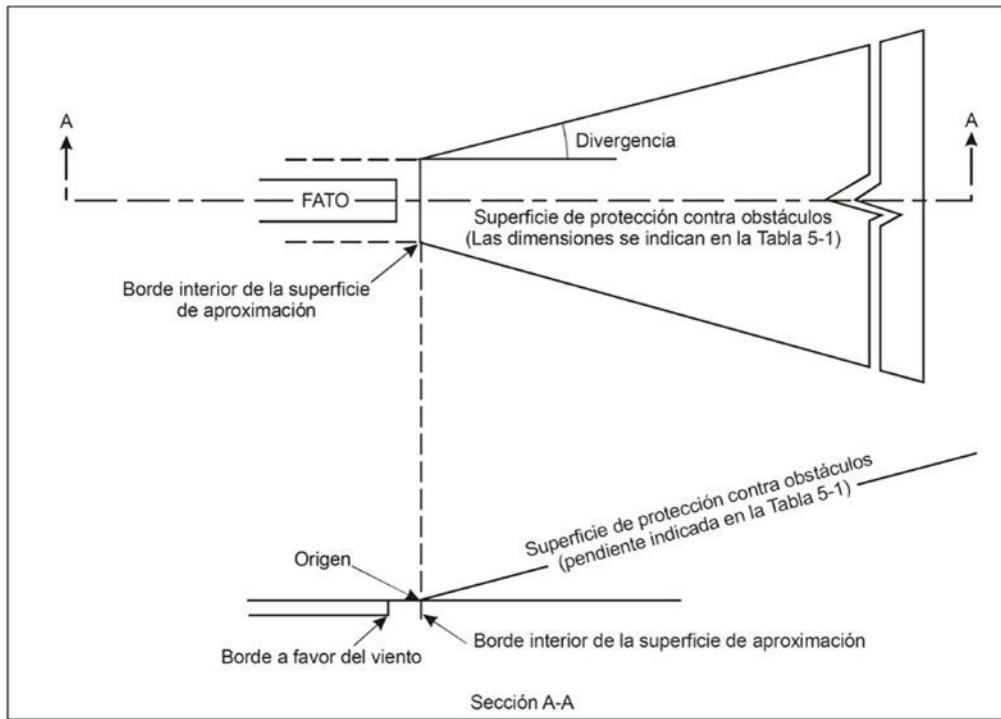 A
A
Divergencia
FATO
Superficie de protección contra obstáculos
(Las dimensiones se indican en la Tabla 5-1)
Borde interior de la superficie
de aproximación
Superficie de protección contra obstáculos
(pendiente indicada en la Tabla 5-1)
Origen
Borde interior de la superficie de aproximación
Borde a favor del viento
Sección A-A